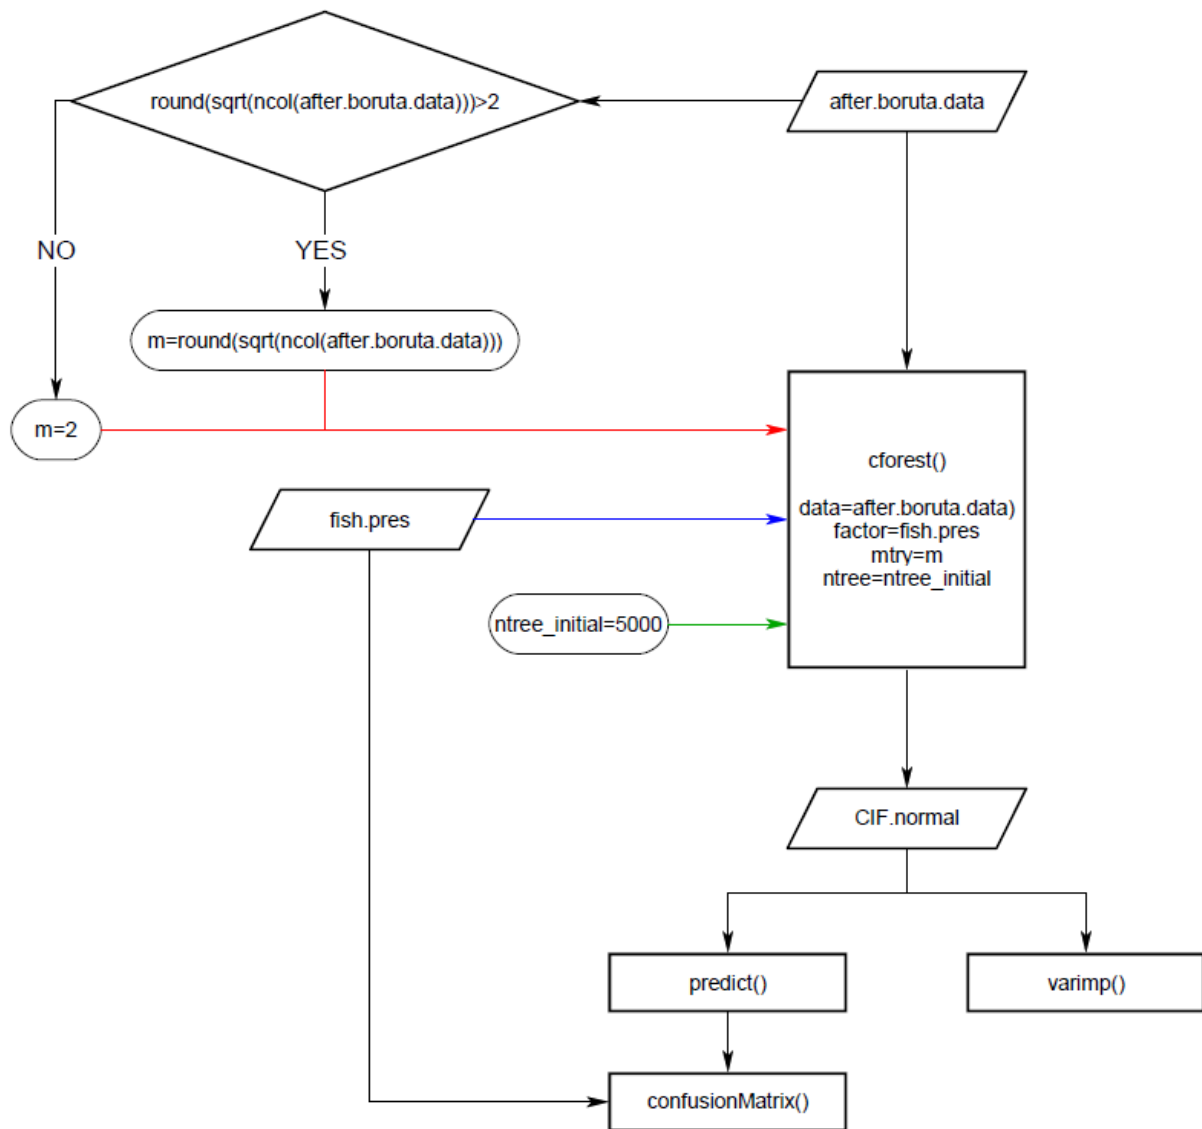 round(sqrt(ncol(after.boruta.data)))>2
after.boruta.data
NO
YES
m=round(sqrt(ncol(after.boruta.data)))
m=2
cforest()
data=after.boruta.data)
factor=fish.pres
mtry=m
ntree=ntree_initial
fish.pres
ntree_initial=5000
CIF.normal
predict()
varimp()
confusionMatrix()